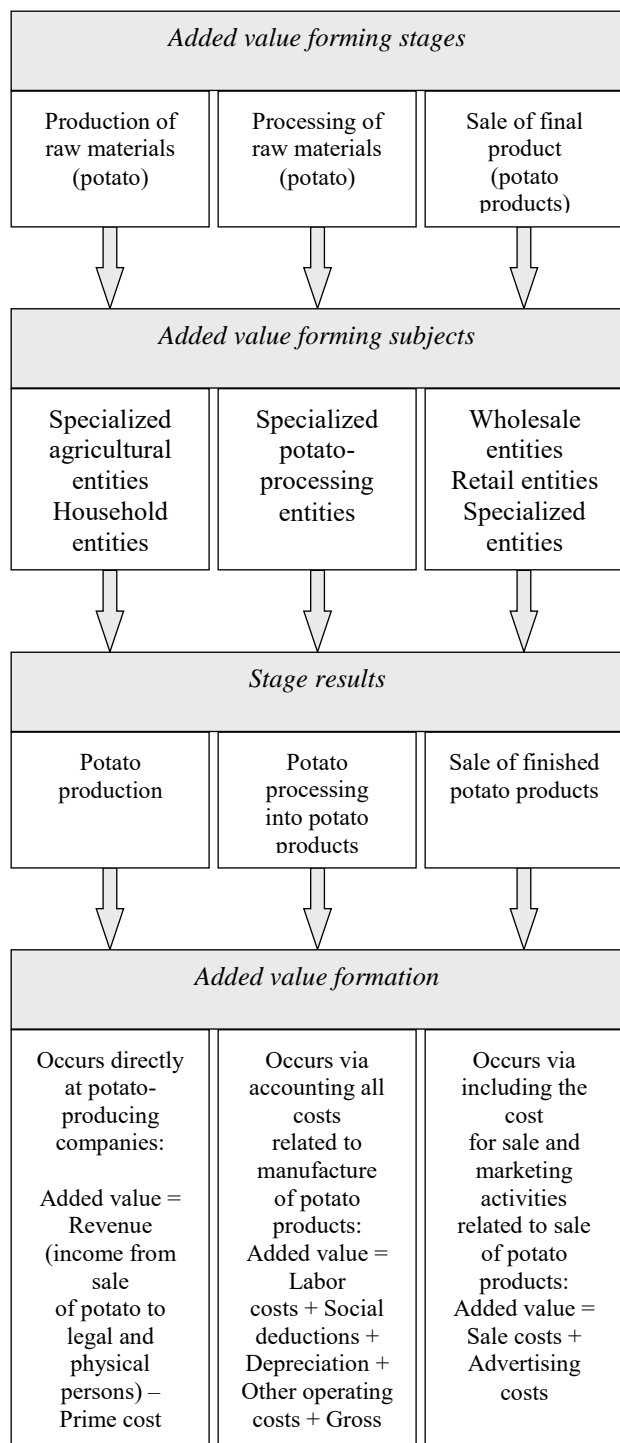 Added value forming stages
Production of
raw materials
(potato)
Processing of
raw materials
(potato)
Sale of final
product
(potato
products)
Added value forming subjects
Specialized
agricultural
entities
Household
entities
Specialized
potato-
processing
entities
Wholesale
entities
Retail entities
Specialized
entities
Stage results
Potato
production
Potato
processing
into potato
products
Sale of finished
potato products
Added value formation
Occurs directly
at potato-
producing
companies:
Added value =
Revenue
(income from
sale
of potato to
legal and
physical
persons) –
Prime cost
Occurs via
accounting all
costs
related to
manufacture
of potato
products:
Added value =
Labor
costs + Social
deductions +
Depreciation +
Other operating
costs + Gross
Occurs via
including the
cost
for sale and
marketing
activities
related to sale
of potato
products:
Added value =
Sale costs +
Advertising
costs